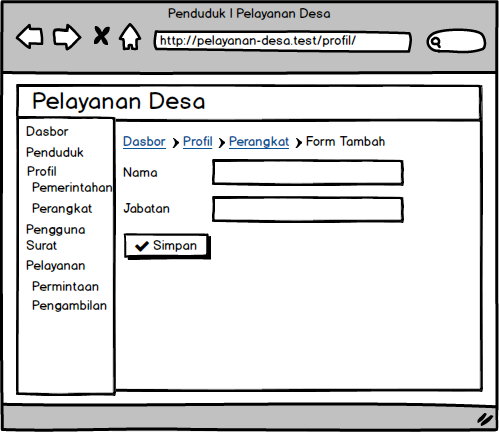 Penduduk | Pelayanan Desa
http://pelayanan-desa.test/profil/
Pelayanan Desa
Dasbor
Penduduk
Profil
Pemerintahan
Perangkat
Pengguna
Surat
Pelayanan
Permintaan
Pengambilan
Dasbor > Profil > Perangkat > Form Tambah
Nama
Jabatan
Simpan